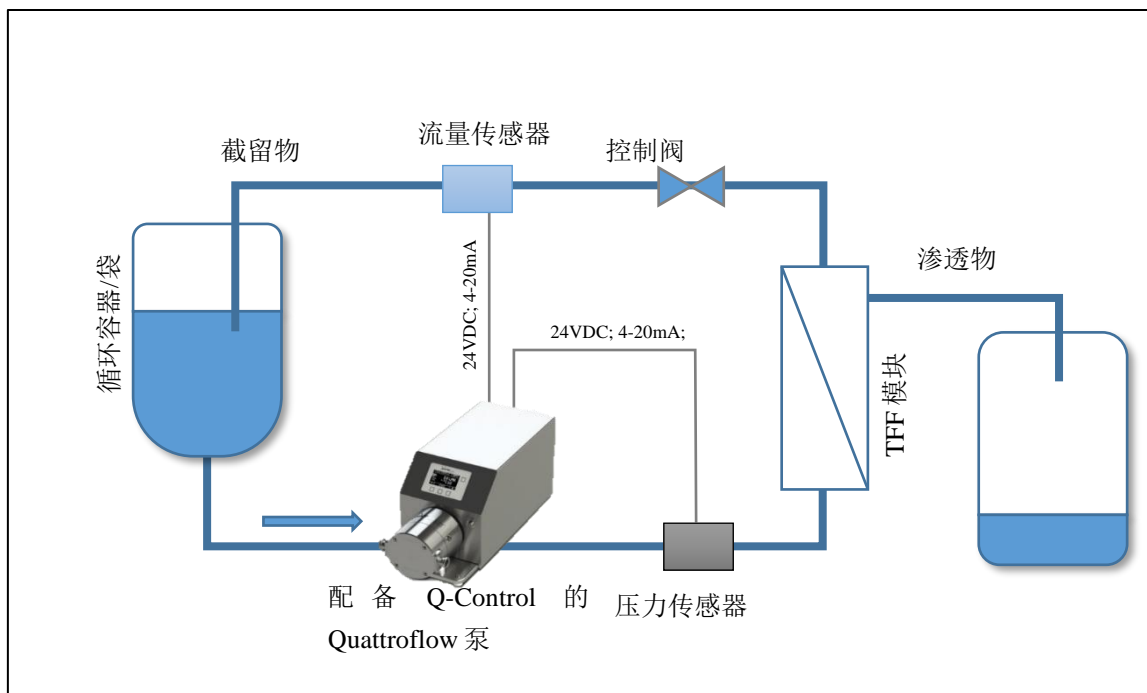 流量传感器
截留物
控制阀
渗透物
循环容器/袋
24VDC; 4-20mA
24VDC; 4-20mA;
TFF 模块
配备 Q-Control 的
Quattroflow 泵
压力传感器